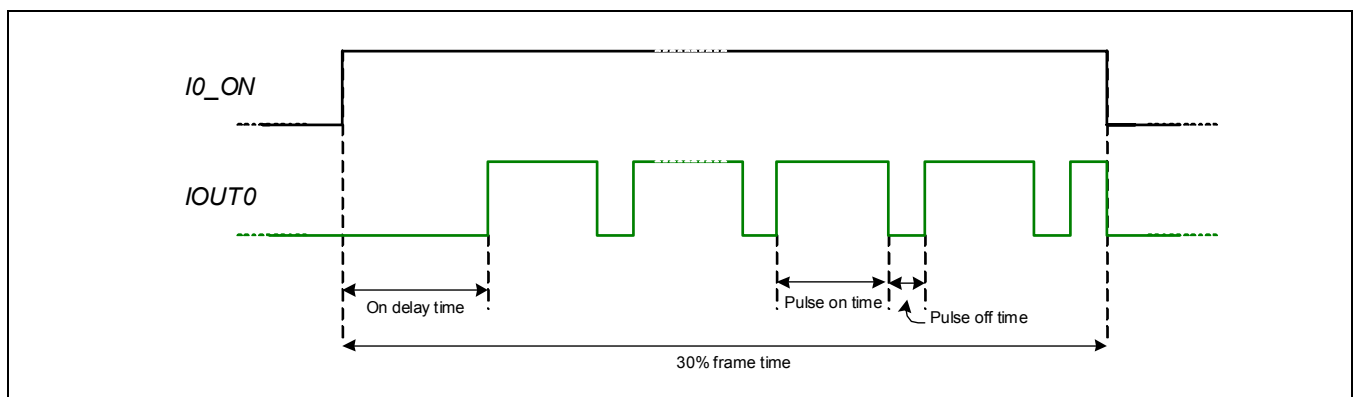 I0_ON
IOUT0
On delay time
Pulse on time
Pulse off time
30% frame time